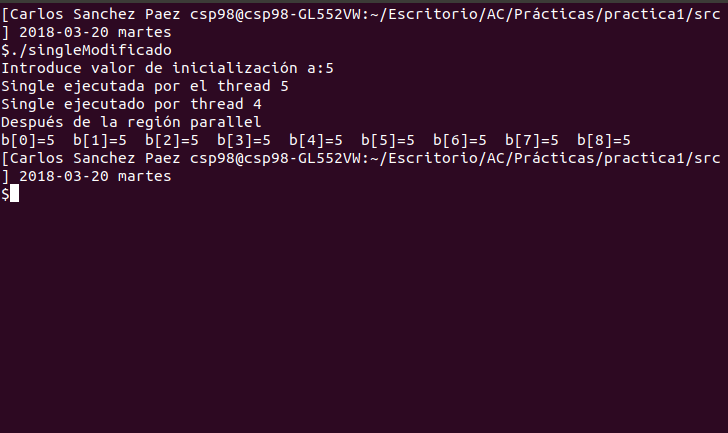 [Carlos Sanchez Paez csp98@csp98-GL552VW:~/Escritorio/AC/Prácticas/practica1/src
] 2018-03-20 martes
$./singleModificado
Introduce valor de inicialización a:5
Single ejecutada por el thread 5
Single ejecutado por thread 4
Después de la región parallel
b[0]=5  b[1]=5  b[2]=5  b[3]=5  b[4]=5  b[5]=5  b[6]=5  b[7]=5  b[8]=5
[Carlos Sanchez Paez csp98@csp98-GL552VW:~/Escritorio/AC/Prácticas/practica1/src
] 2018-03-20 martes
$